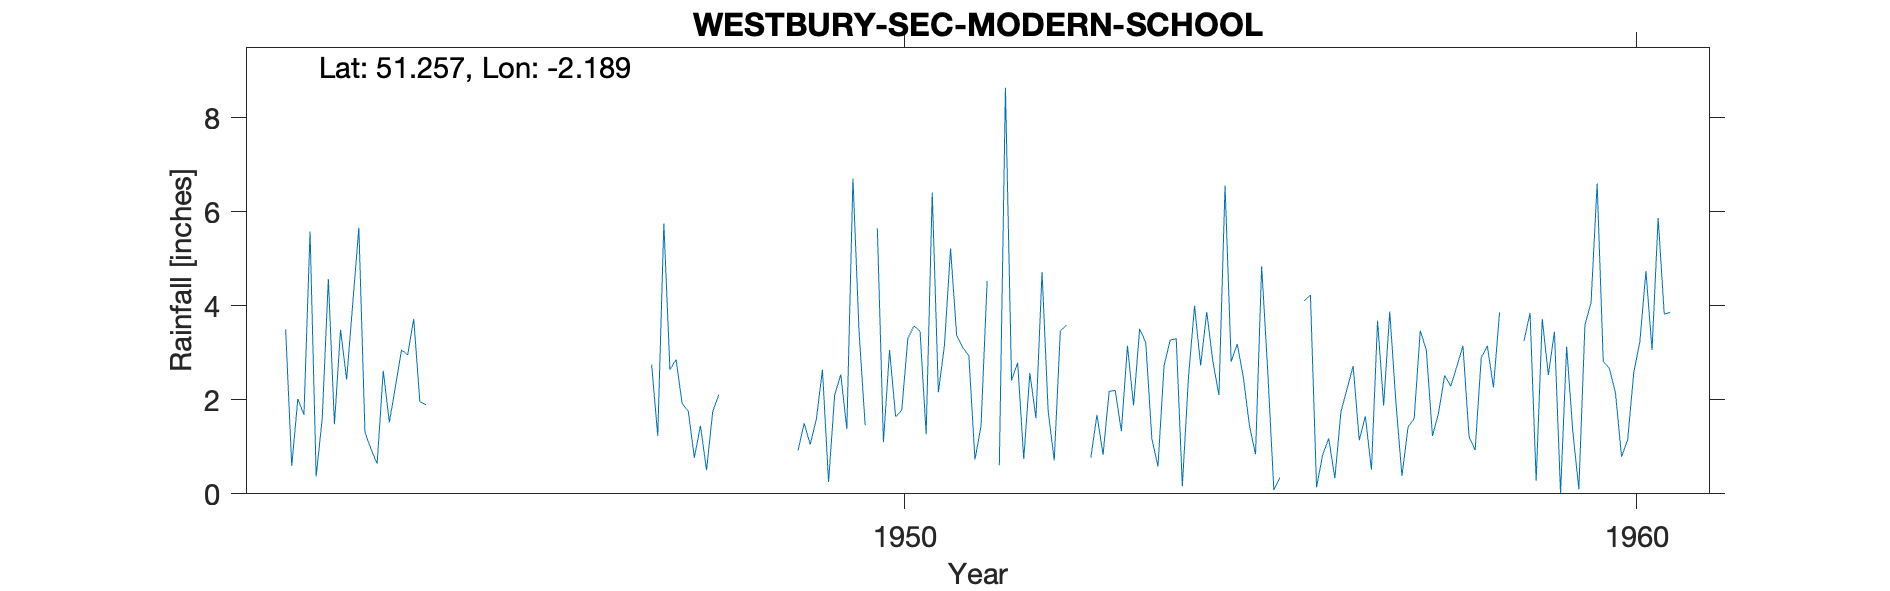 WESTBURY-SEC-MODERN-SCHOOL
Lat: 51.257, Lon: -2.189
8
6
4
2
0
Rainfall [inches]
1950
1960
Year